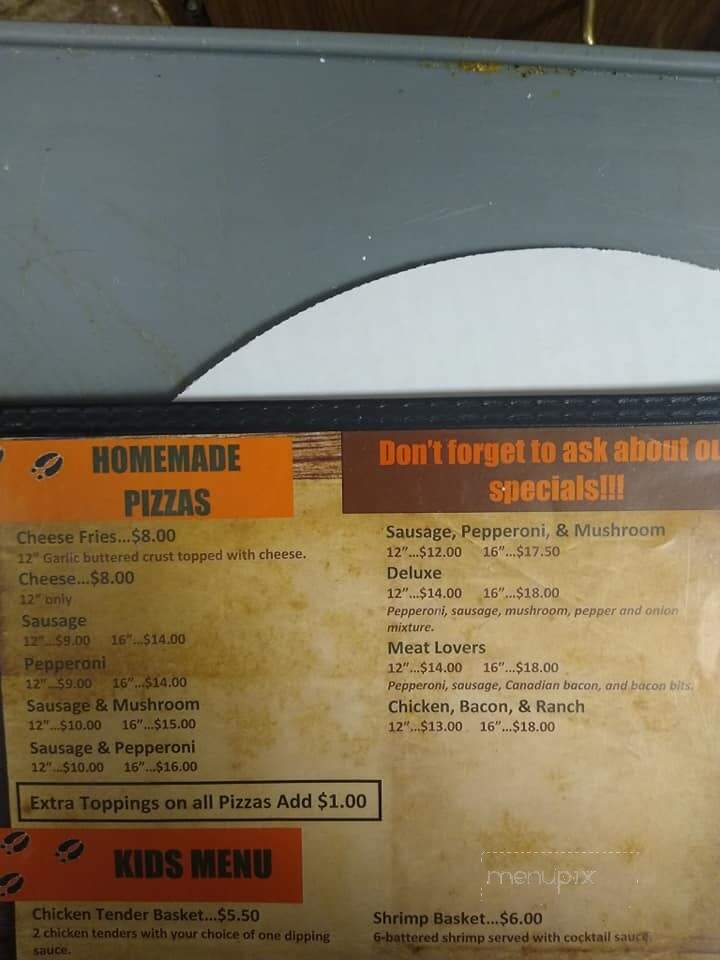 HOMEMADE
PIZZAS
Cheese Fries...$8.00
12" Garlic buttered crust topped with cheese.
Cheese...$8.00
12" only
Sausage
12"...$9.00 16"...$14.00
Pepperoni
12"...$9.00 16"...$14.00
Sausage & Mushroom
12"...$10.00 16"...$15.00
Sausage & Pepperoni
12"...$10.00 16"...$16.00
Extra Toppings on all Pizzas Add $1.00
Don't forget to ask about
specials!!!
Sausage, Pepperoni, & Mushroom
12"...$12.00 16"...$17.50
Deluxe
12"...$14.00 16"...$18.00
Pepperoni, sausage, mushroom, pepper and onion
mixture.
Meat Lovers
12"...$14.00 16"...$18.00
Pepperoni, sausage, Canadian bacon, and bacon bits.
Chicken, Bacon, & Ranch
12"...$13.00 16"...$18.00
KIDS MENU
Chicken Tender Basket...$5.50
2 chicken tenders with your choice of one dipping
sauce.
Shrimp Basket...$6.00
6-battered shrimp served with cocktail sauce.
menupix